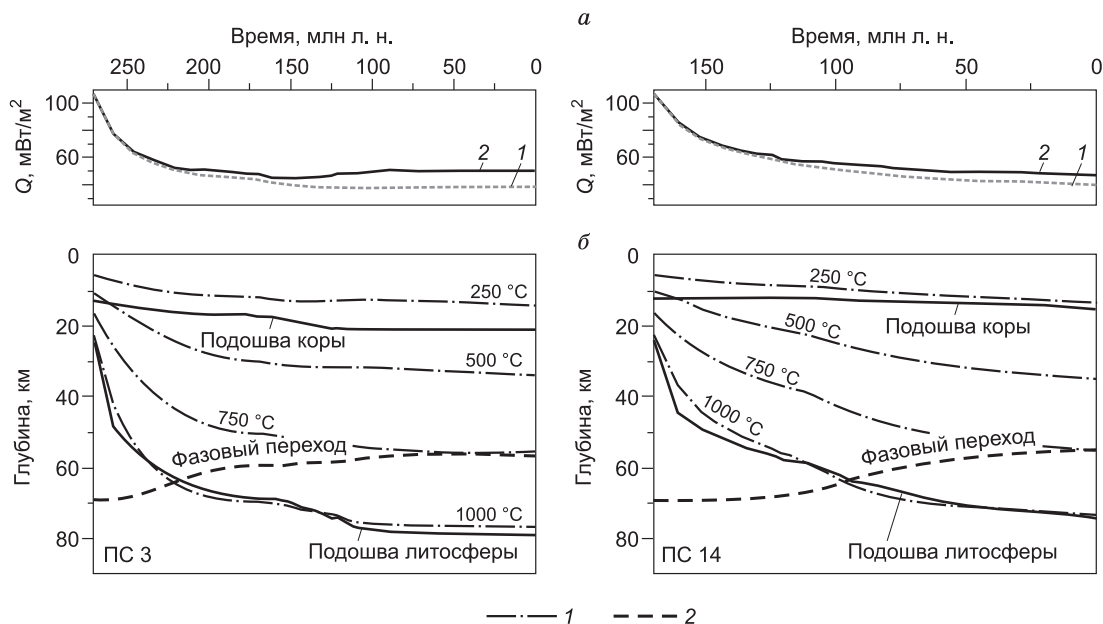 а
Время, млн л. н.
Время, млн л. н.
250 200 150 100 50 0
150 100 50 0
Q, мВт/м²
100
60
2 1
Q, мВт/м²
100
60
2 1
б
Глубина, км
0
20
40
60
80
250 °C
Подошва коры
500 °C
750 °C
Фазовый переход
1000 °C
Подошва литосферы
ПС 3
Глубина, км
0
20
40
60
80
250 °C
Подошва коры
500 °C
750 °C
1000 °C
Фазовый переход
Подошва литосферы
ПС 14
1 2